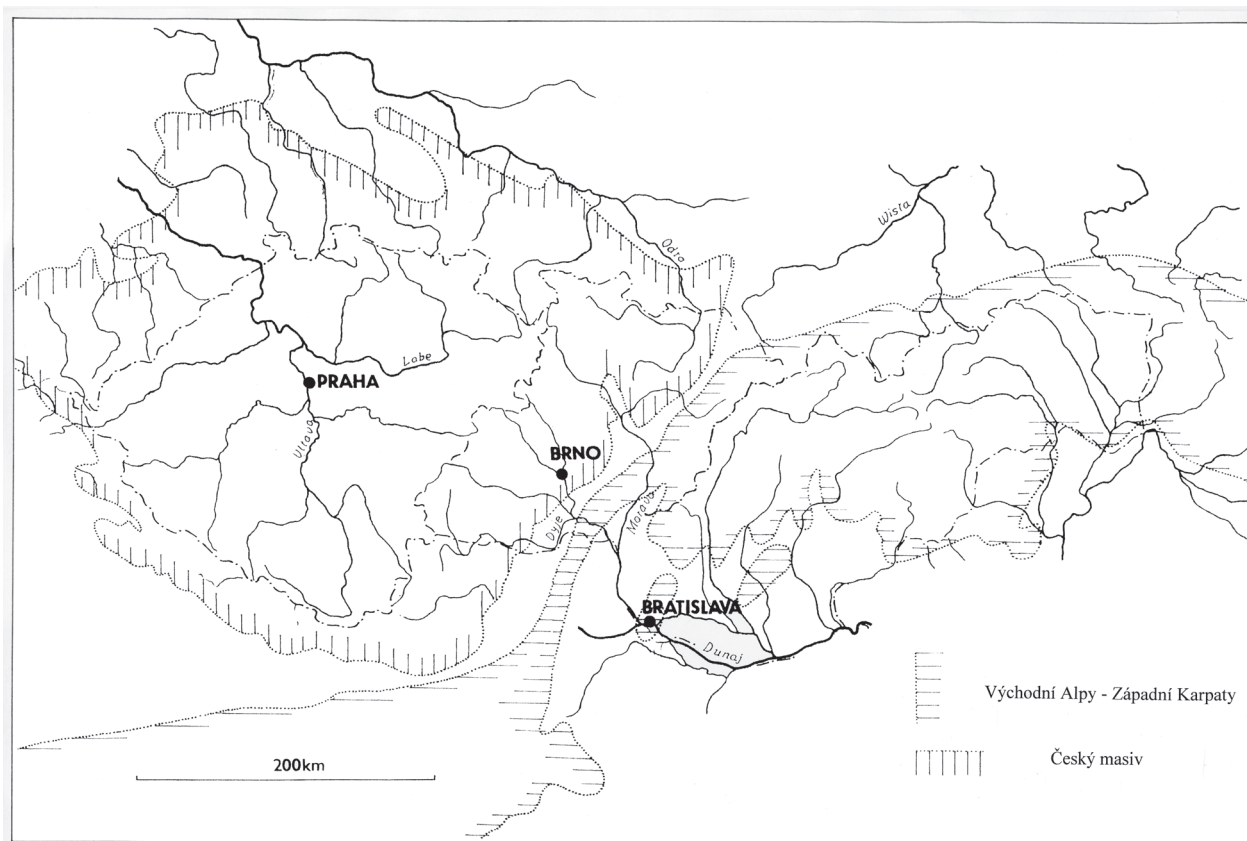 Wisła
Odra
Labe
PRAHA
Vltava
BRNO
Dyje
Morava
BRATISLAVA
Dunaj
Východní Alpy - Západní Karpaty
Český masiv
200km